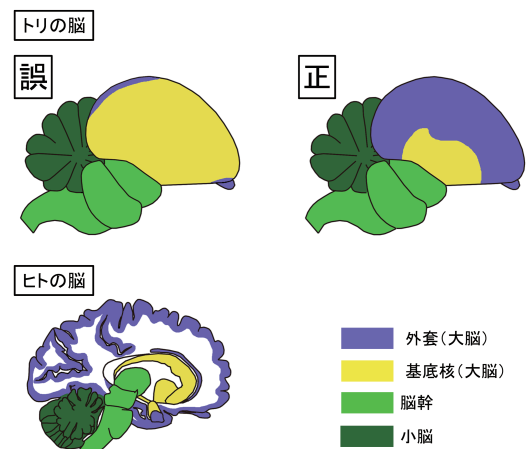 トリの脳
誤
正
ヒトの脳
外套(大脳)
基底核(大脳)
脳幹
小脳